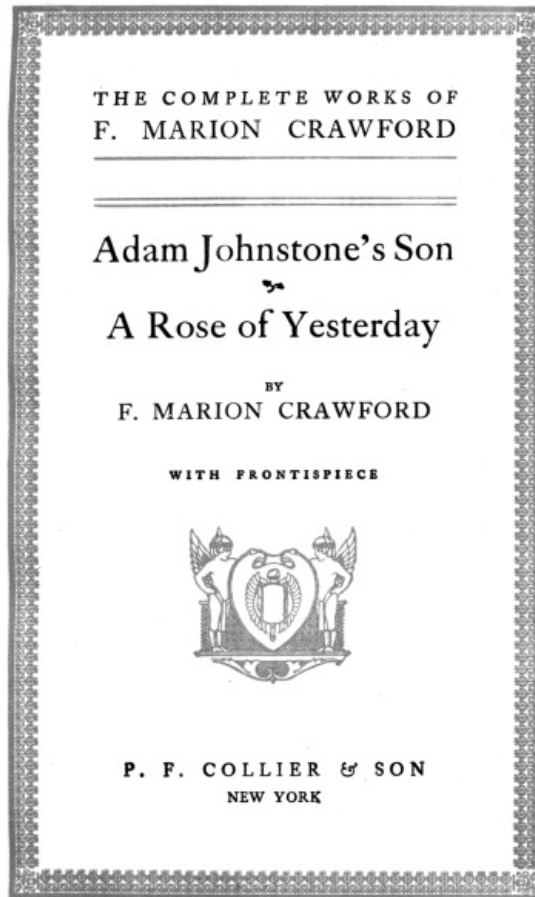 THE COMPLETE WORKS OF
F. MARION CRAWFORD
Adam Johnstone's Son
A Rose of Yesterday
BY
F. MARION CRAWFORD
WITH FRONTISPIECE
P. F. COLLIER & SON
NEW YORK